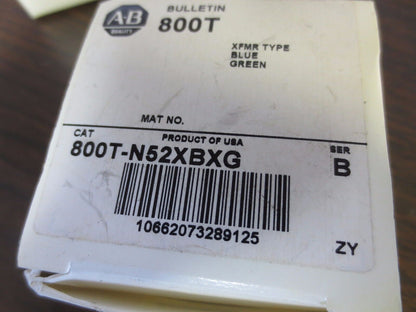 AB
QUALITY
BULLETIN
800T
XFMR TYPE
BLUE
GREEN
MAT NO.
CAT
PRODUCT OF USA
SER
800T-N52XBXG
B
10662073289125
ZY